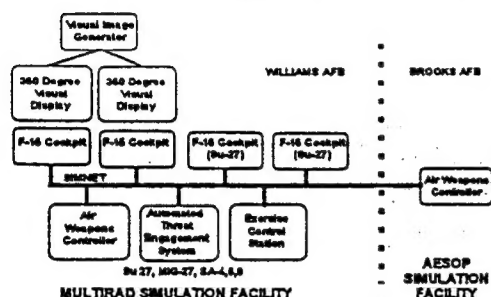 Visual Image
Generator
360 Degree
Visual
Display
360 Degree
Visual
Display
WILLIAMS AFB
BROOKS AFB
F-16 Cockpit
F-16 Cockpit
F-16 Cockpit
(Su-27)
F-16 Cockpit
(Su-27)
SIMNET
Air Weapons
Controller
Air
Weapons
Controller
Automated
Threat
Engagement
System
Exercise
Control
Station
Su 27, MIG-27, SA-4,6,8
MULTIRAD SIMULATION FACILITY
AESOP
SIMULATION
FACILITY